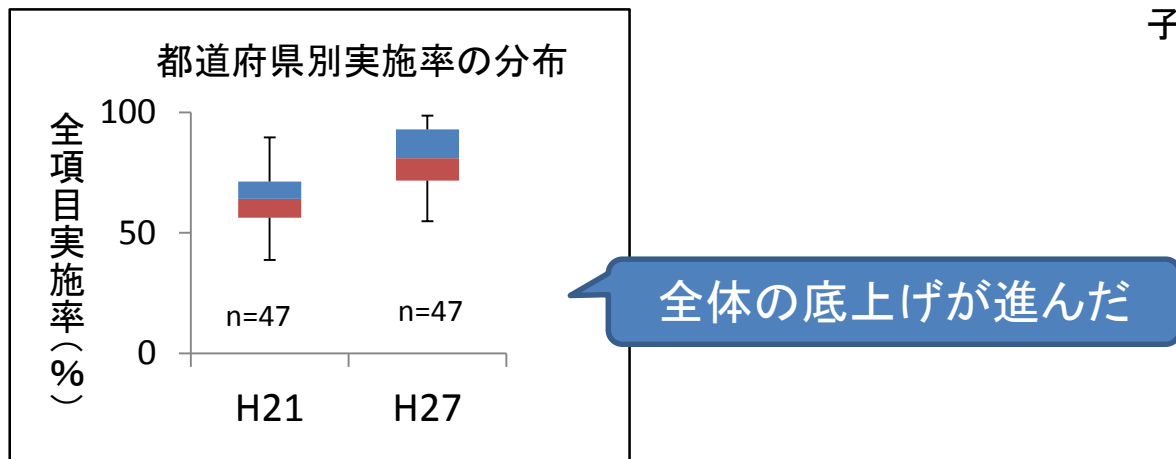 子
都道府県別実施率の分布
全項目実施率（%）
100
50
0
n=47
n=47
H21
H27
全体の底上げが進んだ